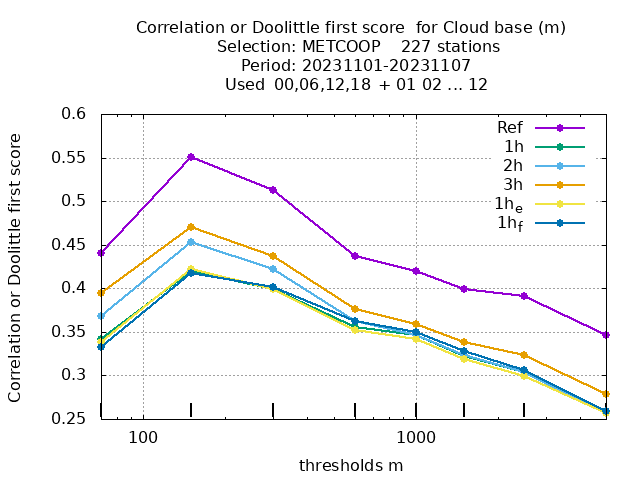 Correlation or Doolittle first score  for Cloud base (m)
Selection: METCOOP    227 stations
Period: 20231101-20231107
Used  00,06,12,18 + 01 02 ... 12
Correlation or Doolittle first score
0.6
0.55
0.5
0.45
0.4
0.35
0.3
0.25
Ref
1h
2h
3h
1he
1hf
100
1000
thresholds m